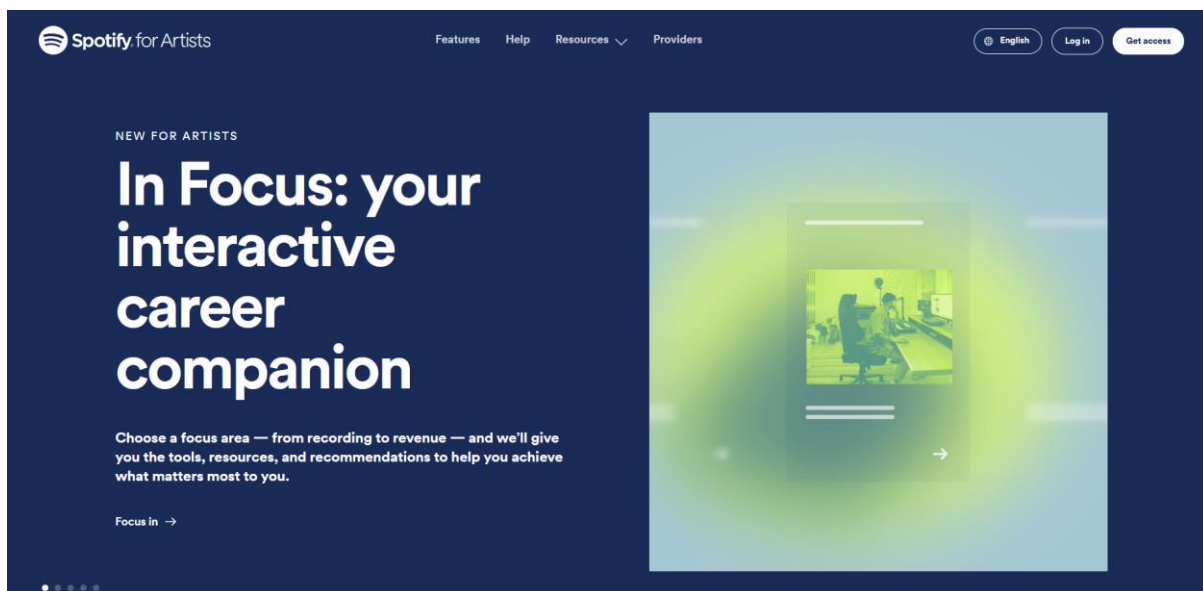 Spotify for Artists
Features
Help
Resources
Providers
English
Log in
Get access
NEW FOR ARTISTS
In Focus: your
interactive
career
companion
Choose a focus area — from recording to revenue — and we'll give
you the tools, resources, and recommendations to help you achieve
what matters most to you.
Focus in →